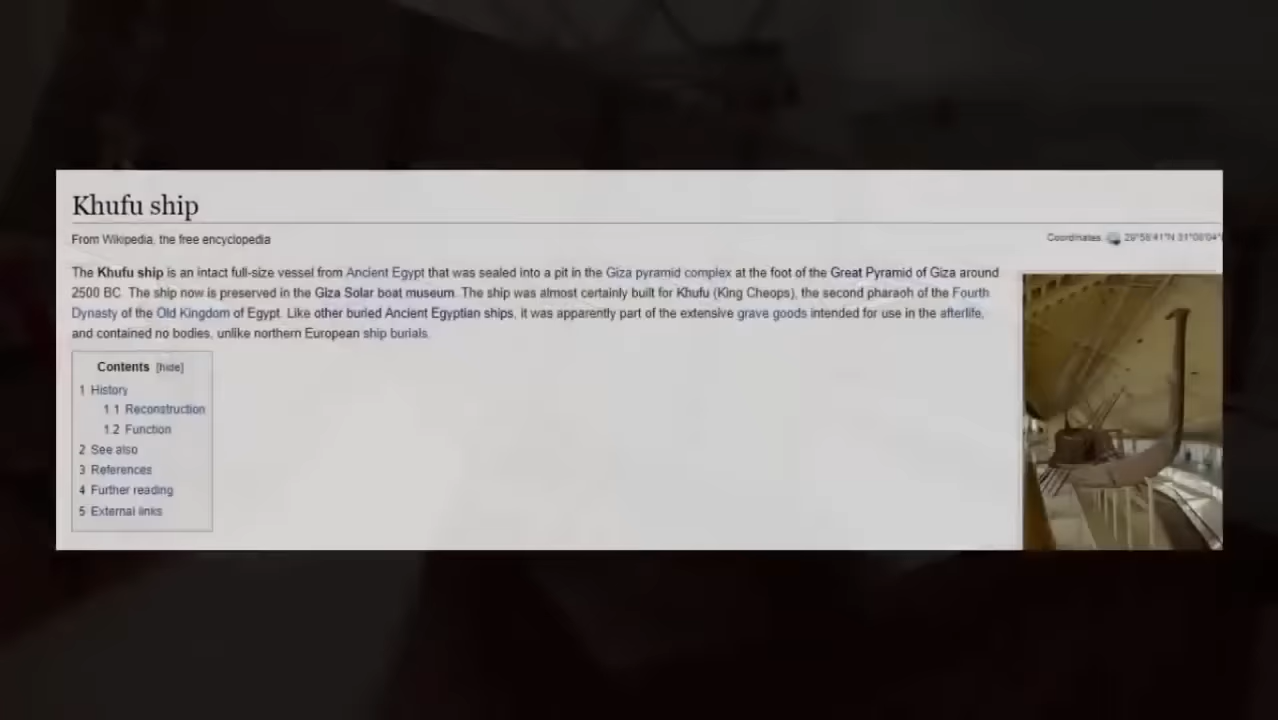 Khufu ship
From Wikipedia, the free encyclopedia
Coordinates: 29°58′41″N 31°08′04″
The Khufu ship is an intact full-size vessel from Ancient Egypt that was sealed into a pit in the Giza pyramid complex at the foot of the Great Pyramid of Giza around
2500 BC. The ship now is preserved in the Giza Solar boat museum. The ship was almost certainly built for Khufu (King Cheops), the second pharaoh of the Fourth
Dynasty of the Old Kingdom of Egypt. Like other buried Ancient Egyptian ships, it was apparently part of the extensive grave goods intended for use in the afterlife,
and contained no bodies, unlike northern European ship burials.
Contents [hide]
1 History
1.1 Reconstruction
1.2 Function
2 See also
3 References
4 Further reading
5 External links